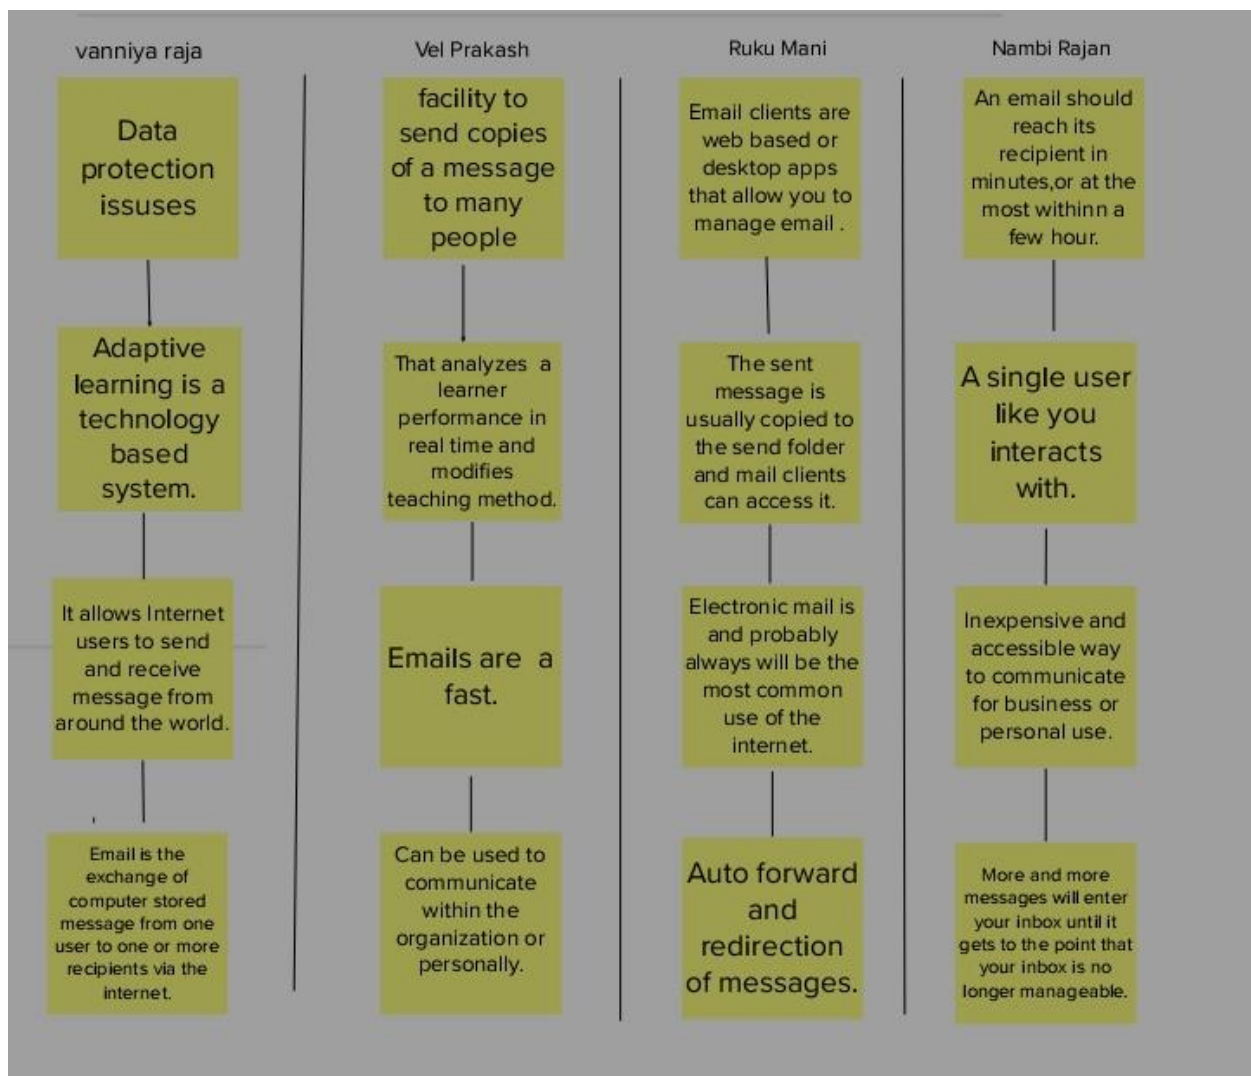 vanniya raja
Data
protection
issuses
Adaptive
learning is a
technology
based
system.
It allows Internet
users to send
and receive
message from
around the world.
Email is the
exchange of
computer stored
message from one
user to one or more
recipients via the
internet.
Vel Prakash
facility to
send copies
of a message
to many
people
That analyzes a
learner
performance in
real time and
modifies
teaching method.
Emails are a
fast.
Can be used to
communicate
within the
organization or
personally.
Ruku Mani
Email clients are
web based or
desktop apps
that allow you to
manage email .
The sent
message is
usually copied to
the send folder
and mail clients
can access it.
Electronic mail is
and probably
always will be the
most common
use of the
internet.
Auto forward
and
redirection
of messages.
Nambi Rajan
An email should
reach its
recipient in
minutes,or at the
most withinn a
few hour.
A single user
like you
interacts
with.
Inexpensive and
accessible way
to communicate
for business or
personal use.
More and more
messages will enter
your inbox until it
gets to the point that
your inbox is no
longer manageable.